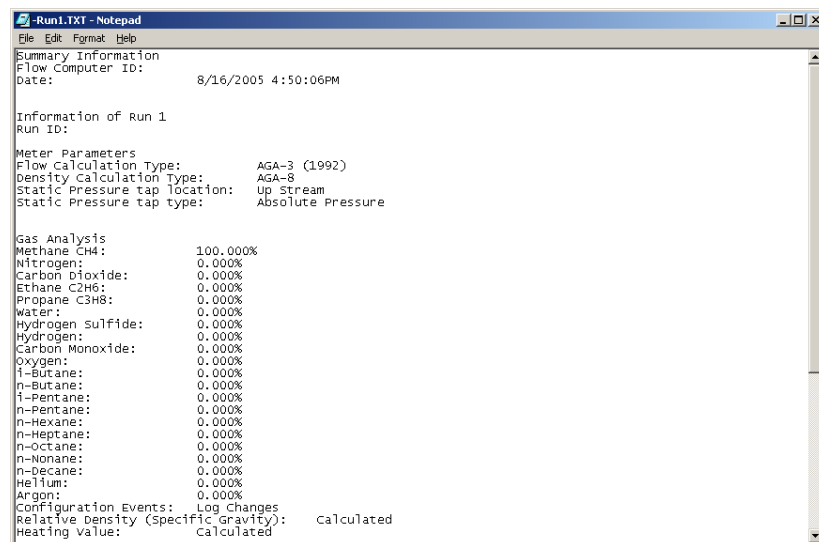 -Run1.TXT - Notepad
File Edit Format Help
Summary Information
Flow Computer ID:
Date: 8/16/2005 4:50:06PM
Information of Run 1
Run ID:
Meter Parameters
Flow Calculation Type: AGA-3 (1992)
Density Calculation Type: AGA-8
Static Pressure tap location: Up Stream
Static Pressure tap type: Absolute Pressure
Gas Analysis
Methane CH4: 100.000%
Nitrogen: 0.000%
Carbon Dioxide: 0.000%
Ethane C2H6: 0.000%
Propane C3H8: 0.000%
Water: 0.000%
Hydrogen Sulfide: 0.000%
Hydrogen: 0.000%
Carbon Monoxide: 0.000%
Oxygen: 0.000%
i-Butane: 0.000%
n-Butane: 0.000%
i-Pentane: 0.000%
n-Pentane: 0.000%
n-Hexane: 0.000%
n-Heptane: 0.000%
n-Octane: 0.000%
n-Nonane: 0.000%
n-Decane: 0.000%
Helium: 0.000%
Argon: 0.000%
Configuration Events: Log Changes
Relative Density (Specific Gravity): Calculated
Heating Value: Calculated